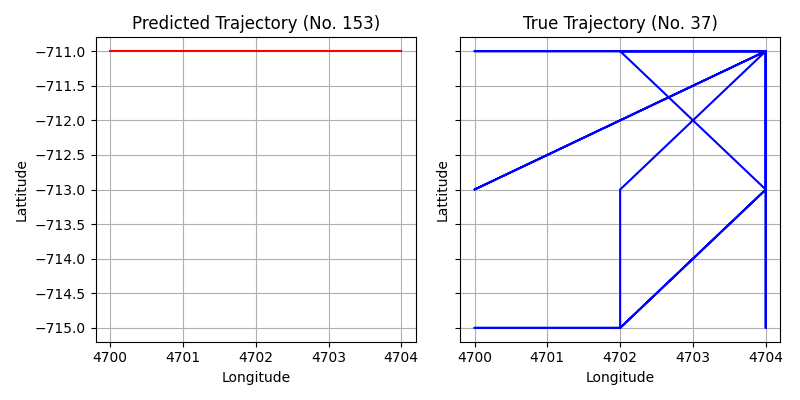 Predicted Trajectory (No. 153)
True Trajectory (No. 37)
−711.0
−711.5
−712.0
−712.5
−713.0
−713.5
−714.0
−714.5
−715.0
Lattitude
Lattitude
4700 4701 4702 4703 4704
4700 4701 4702 4703 4704
Longitude
Longitude